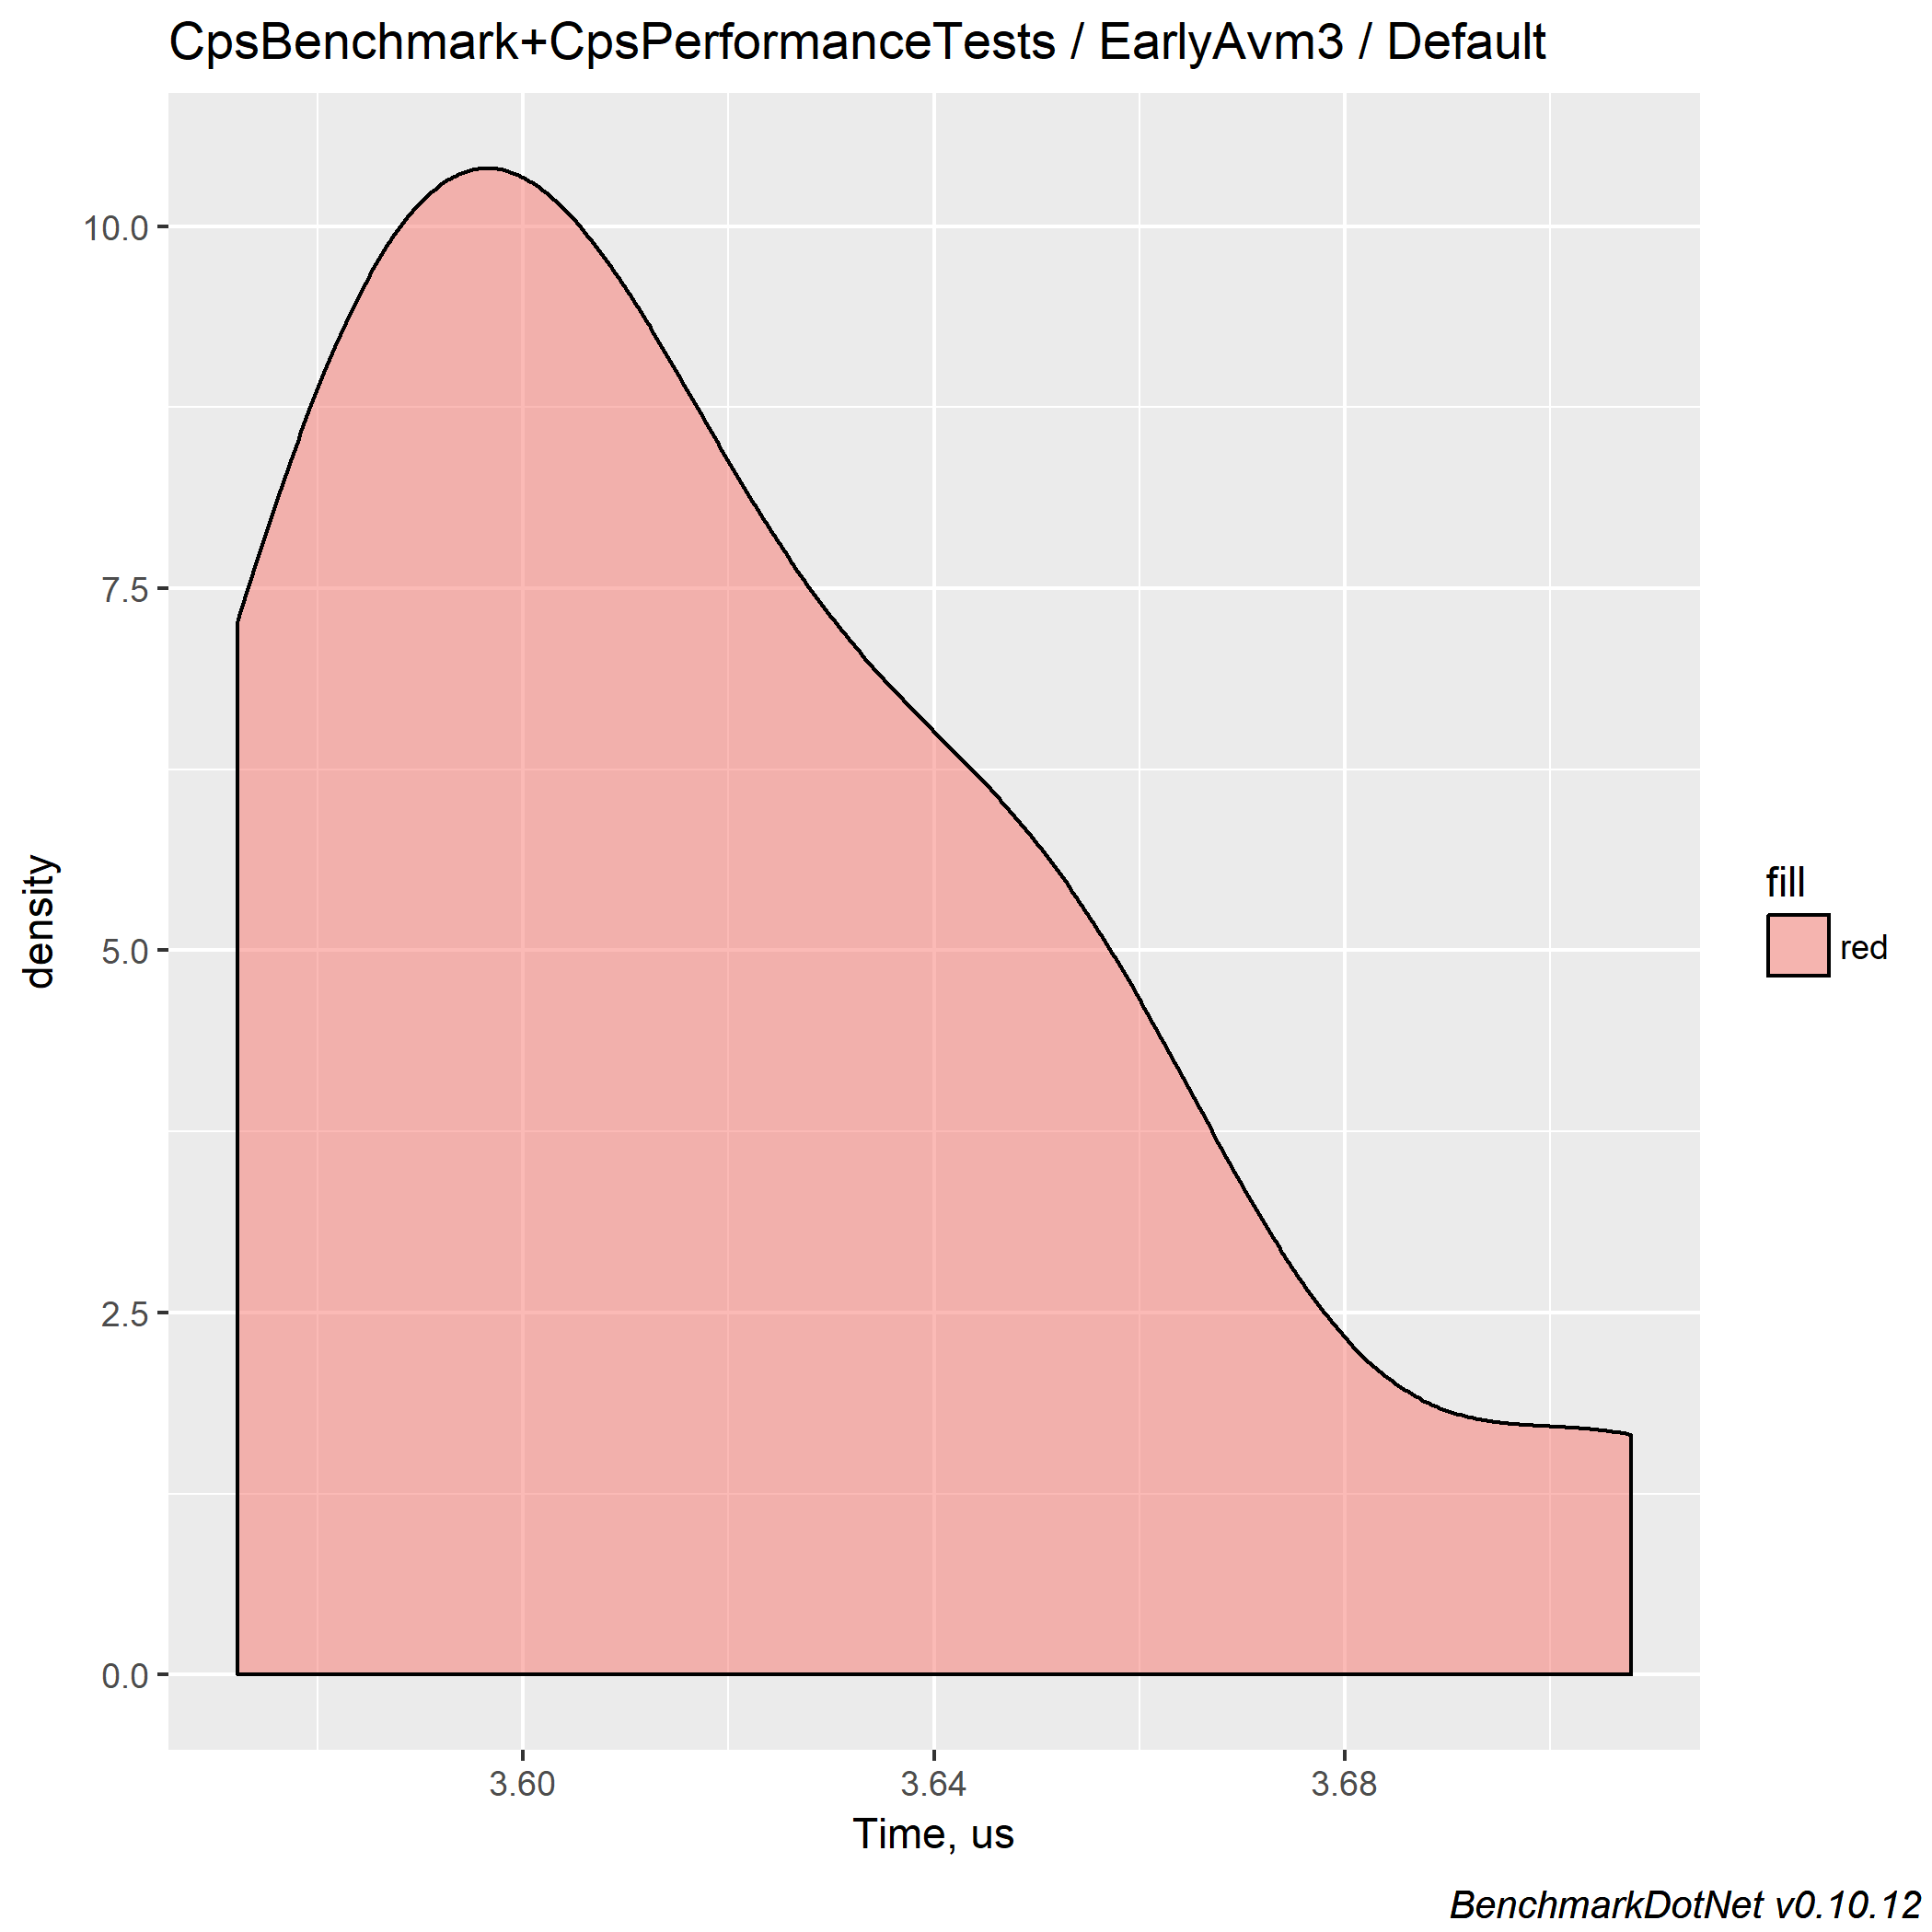 CpsBenchmark+CpsPerformanceTests / EarlyAvm3 / Default
10.0
7.5
5.0
2.5
0.0
density
3.60
3.64
3.68
Time, us
fill
red
BenchmarkDotNet v0.10.12